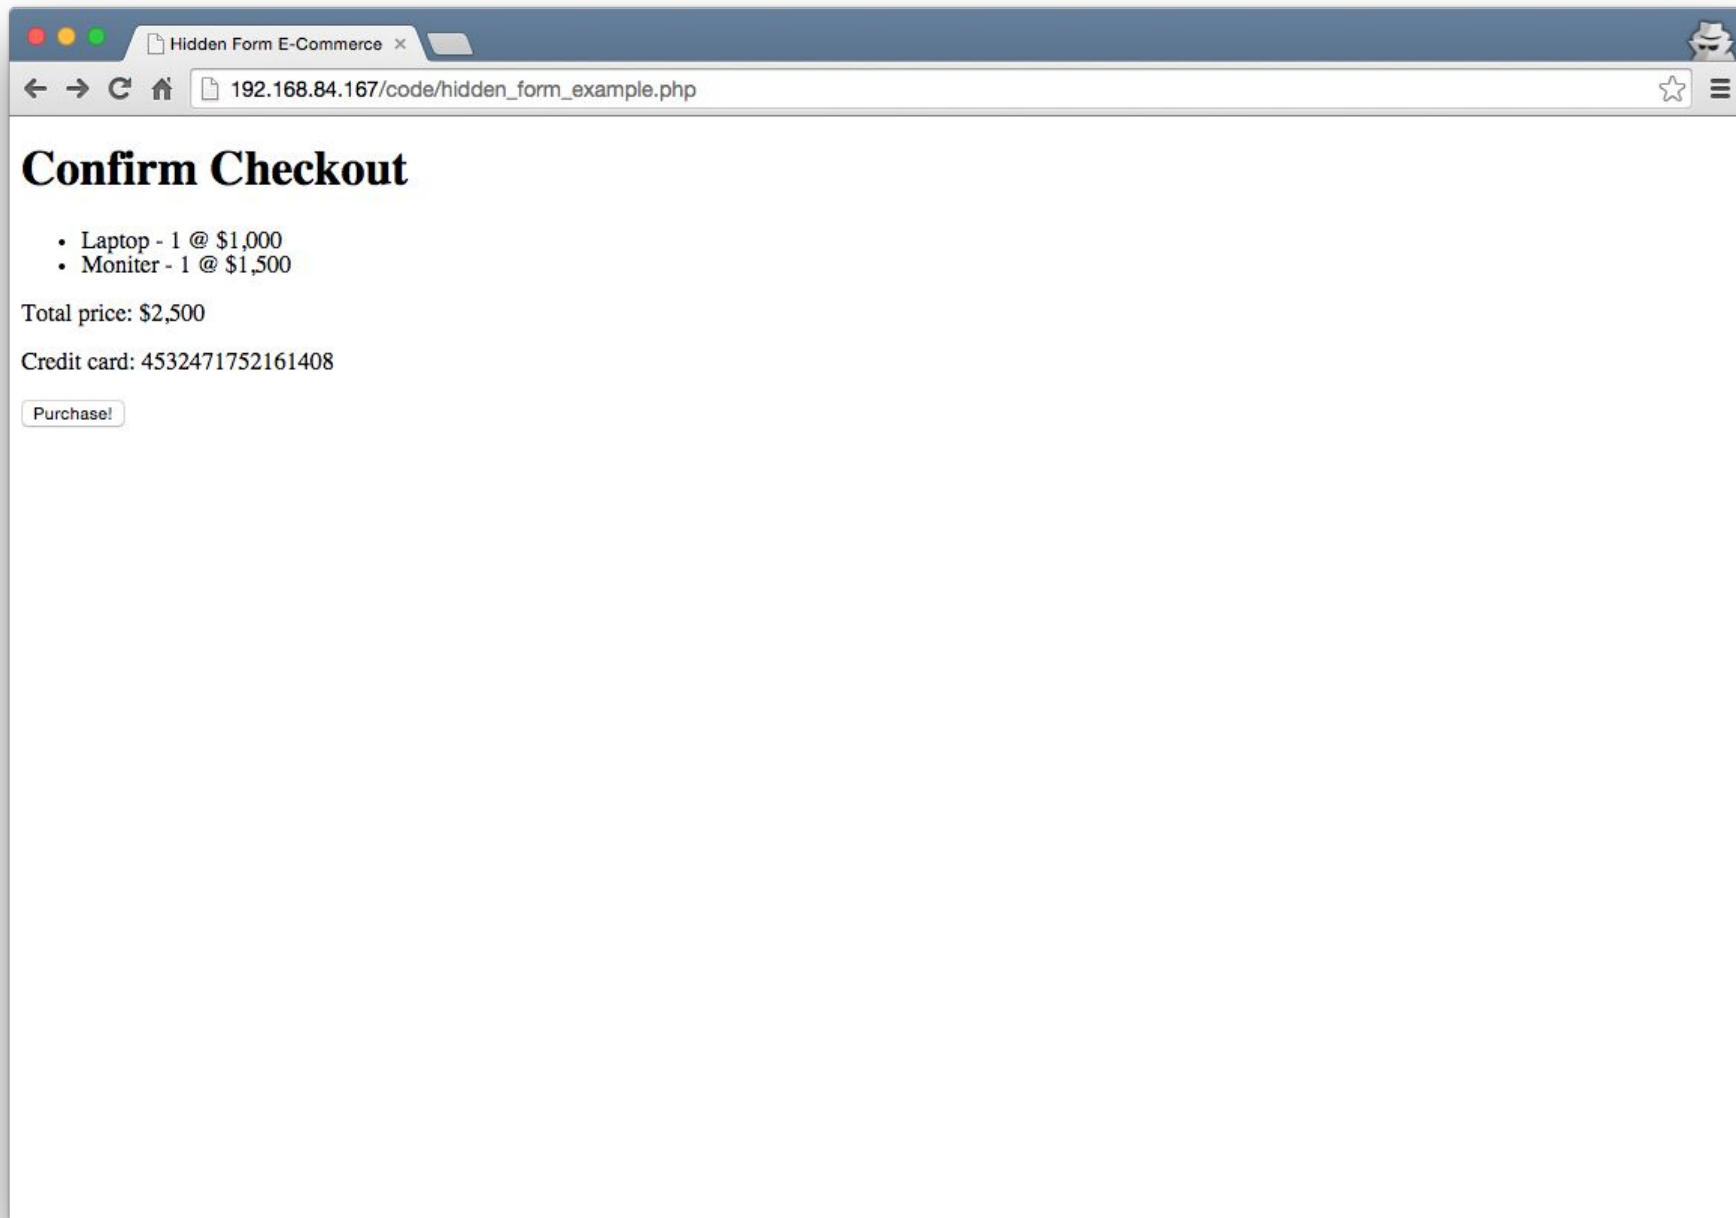 Hidden Form E-Commerce
192.168.84.167/code/hidden_form_example.php
Confirm Checkout
• Laptop - 1 @ $1,000
• Moniter - 1 @ $1,500
Total price: $2,500
Credit card: 4532471752161408
Purchase!